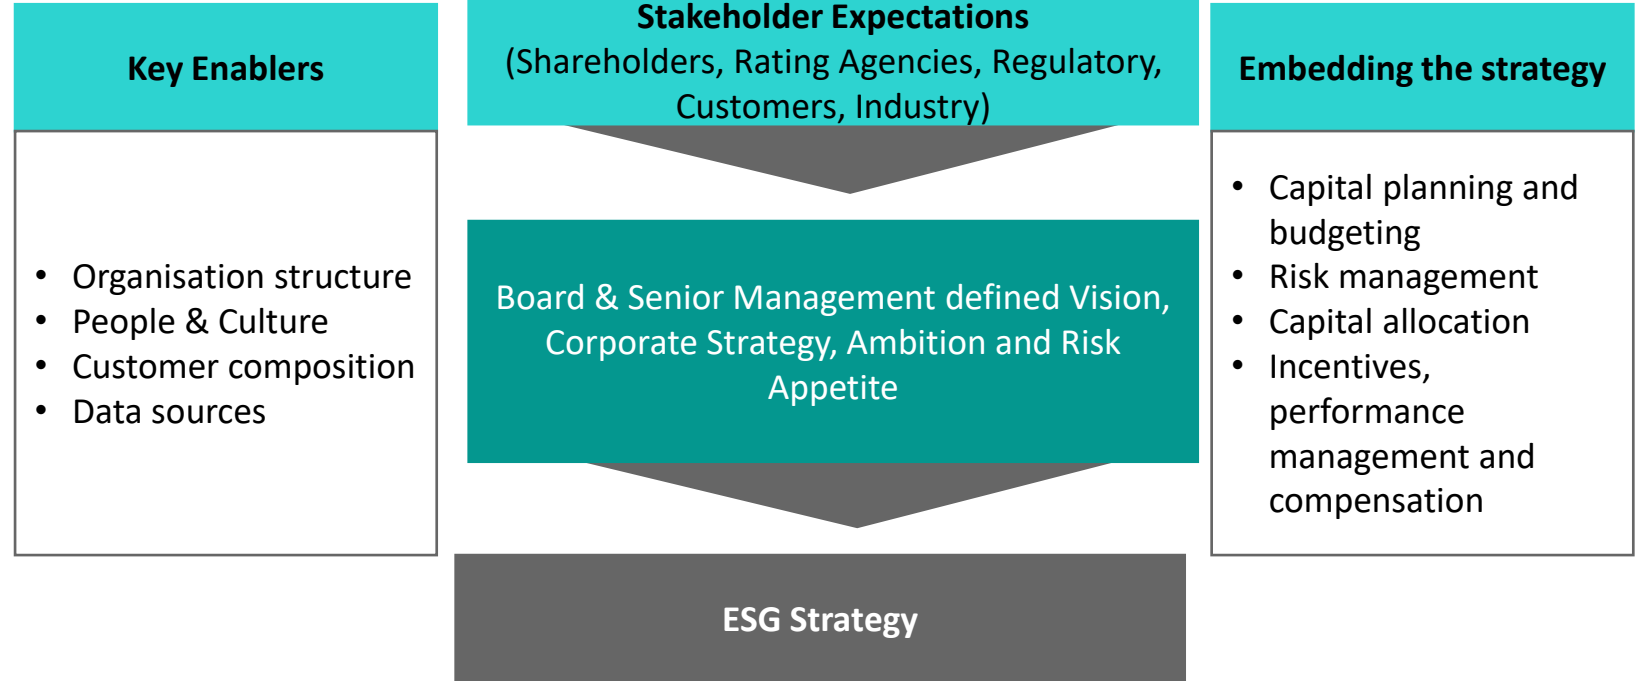 Key Enablers
• Organisation structure
• People & Culture
• Customer composition
• Data sources
Stakeholder Expectations
(Shareholders, Rating Agencies, Regulatory,
Customers, Industry)
Board & Senior Management defined Vision,
Corporate Strategy, Ambition and Risk
Appetite
ESG Strategy
Embedding the strategy
• Capital planning and
budgeting
• Risk management
• Capital allocation
• Incentives,
performance
management and
compensation